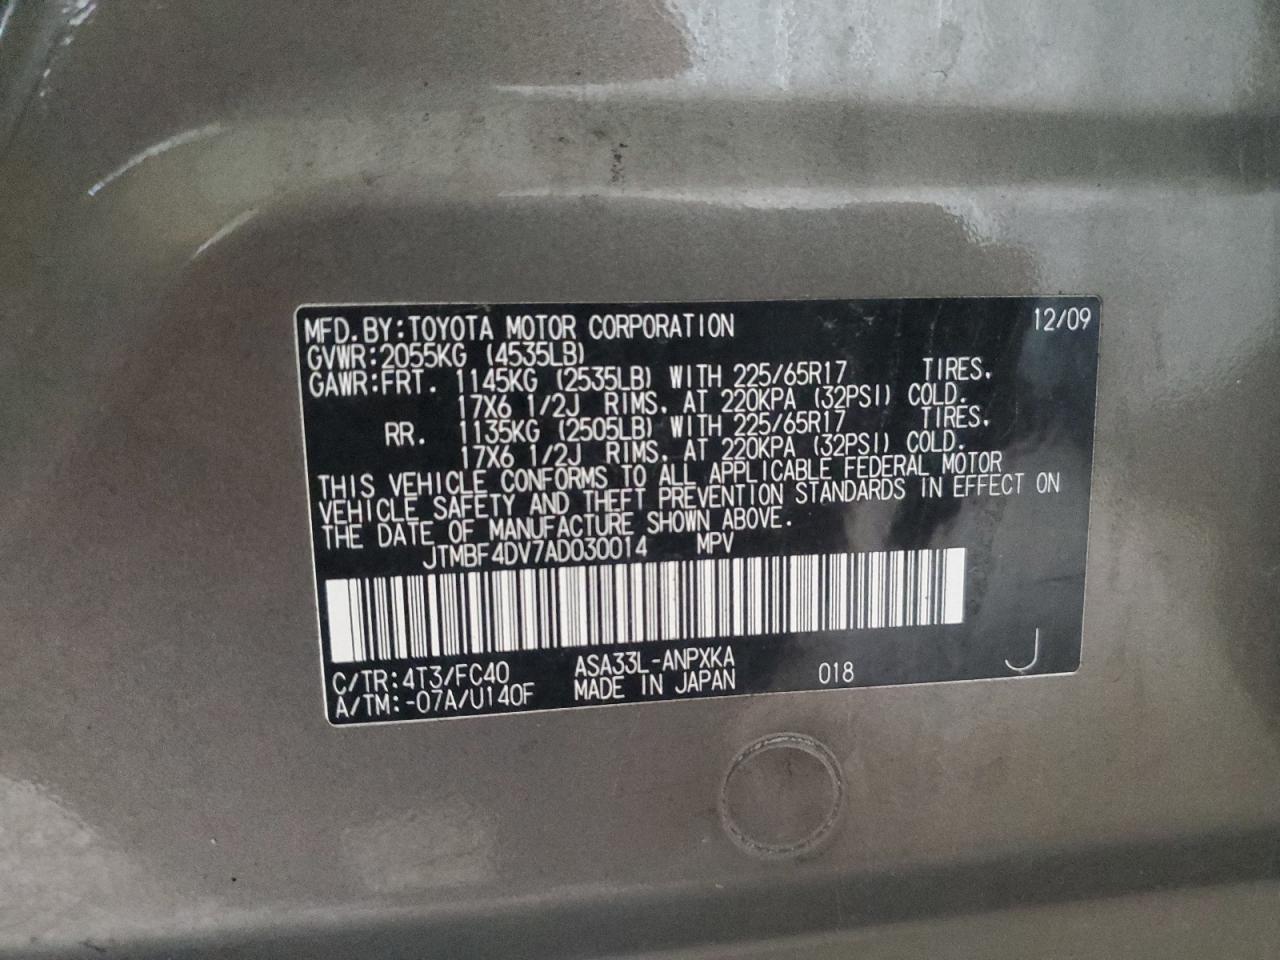 MFD.BY:TOYOTA MOTOR CORPORATION 12/09
GVWR:2055KG (4535LB)
GAWR:FRT. 1145KG (2535LB) WITH 225/65R17 TIRES,
17X6 1/2J RIMS, AT 220KPA (32PSI) COLD.
RR. 1135KG (2505LB) WITH 225/65R17 TIRES,
17X6 1/2J RIMS, AT 220KPA (32PSI) COLD.
THIS VEHICLE CONFORMS TO ALL APPLICABLE FEDERAL MOTOR
VEHICLE SAFETY AND THEFT PREVENTION STANDARDS IN EFFECT ON
THE DATE OF MANUFACTURE SHOWN ABOVE.
JTMBF4DV7AD030014 MPV
C/TR:4T3/FC40 ASA33L-ANPXKA 018 J
A/TM:-07A/U140F MADE IN JAPAN